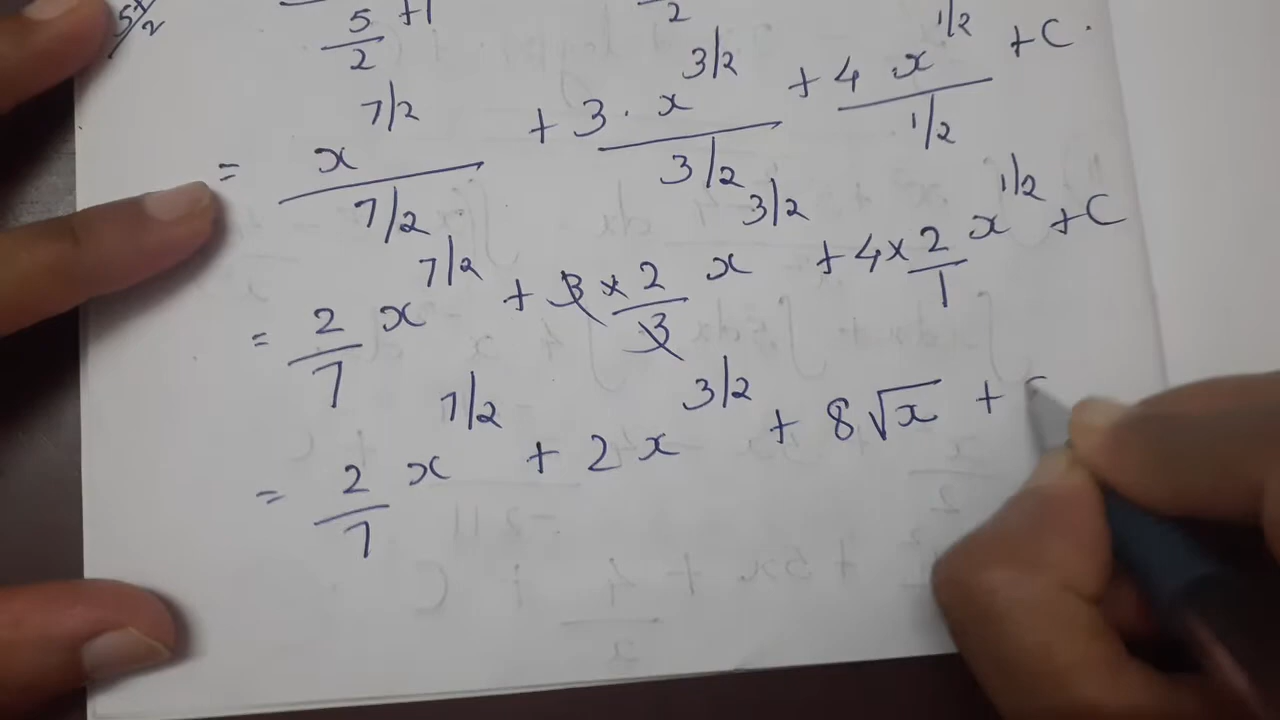 5/2 + 1 2
= x^7/2 / 7/2 + 3 . x^3/2 / 3/2 + 4 x^1/2 / 1/2 + C .
= 2/7 x^7/2 + 3 × 2/3 x^3/2 + 4 × 2/1 x^1/2 + C
= 2/7 x^7/2 + 2 x^3/2 + 8 √x +